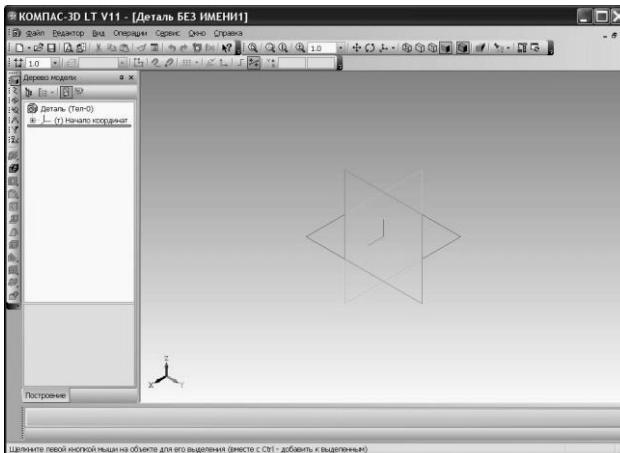 КОМПАС-3D LT V11 - [Деталь БЕЗ ИМЕНИ1]
Файл Редактор Вид Операции Сервис Окно Справка
1.0
1.0
Дерево модели
Деталь (Тел-0)
(т) Начало координат
Z
X
Y
Построение
Щелкните левой кнопкой мыши на объекте для его выделения (вместе с Ctrl - добавить к выделенным)